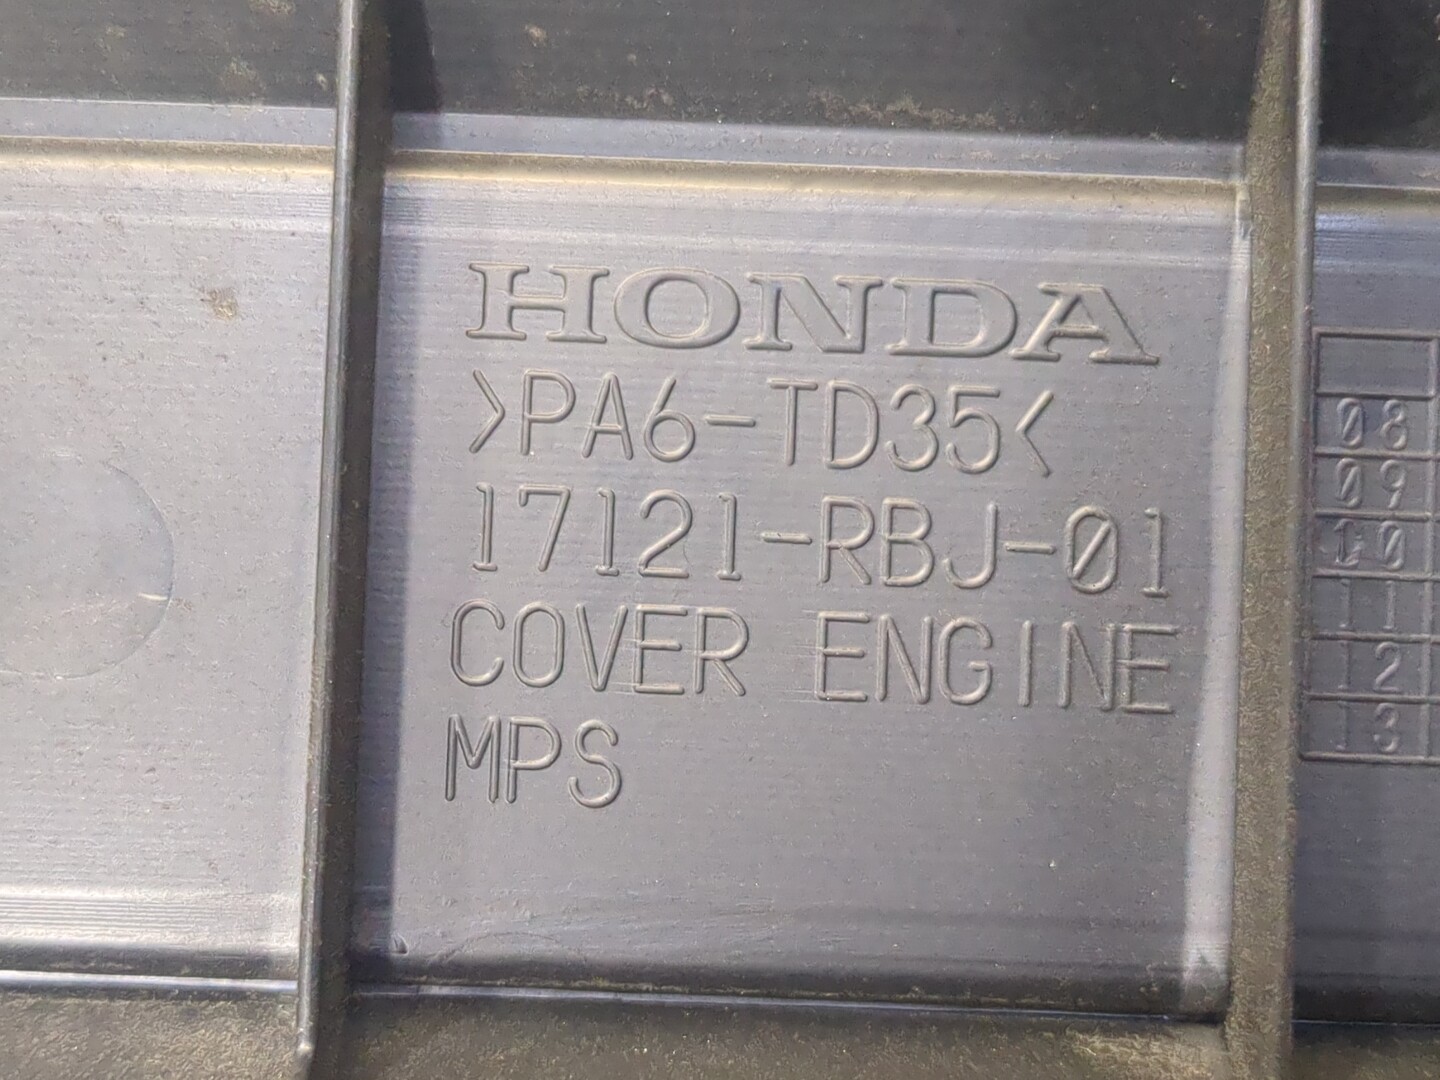 HONDA
>PA6-TD35<
17121-RBJ-01
COVER ENGINE
MPS
08
09
10
11
12
13